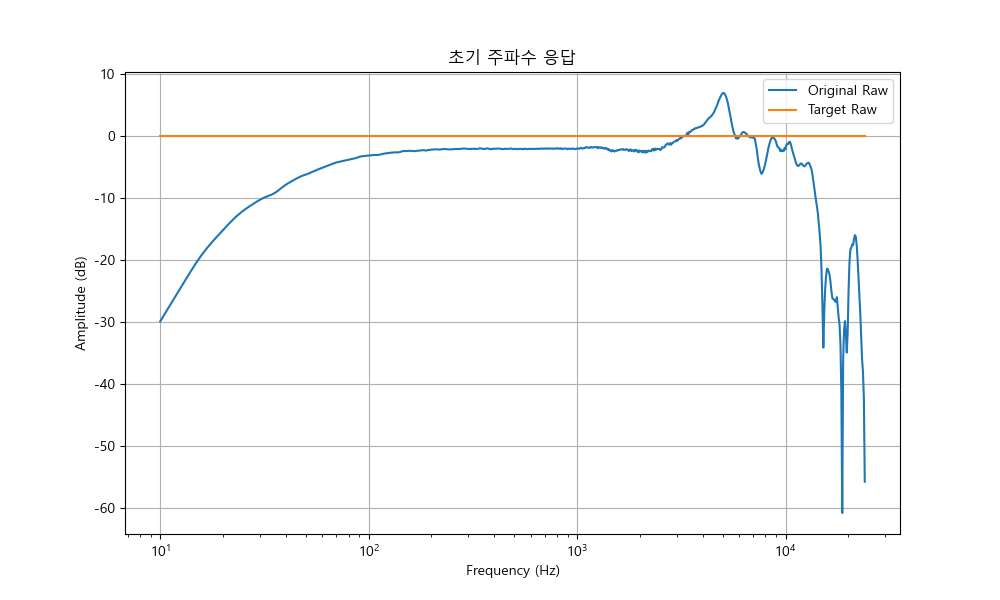 초기 주파수 응답
Original Raw
Target Raw
Amplitude (dB)
10
0
-10
-20
-30
-40
-50
-60
10¹
10²
10³
10⁴
Frequency (Hz)